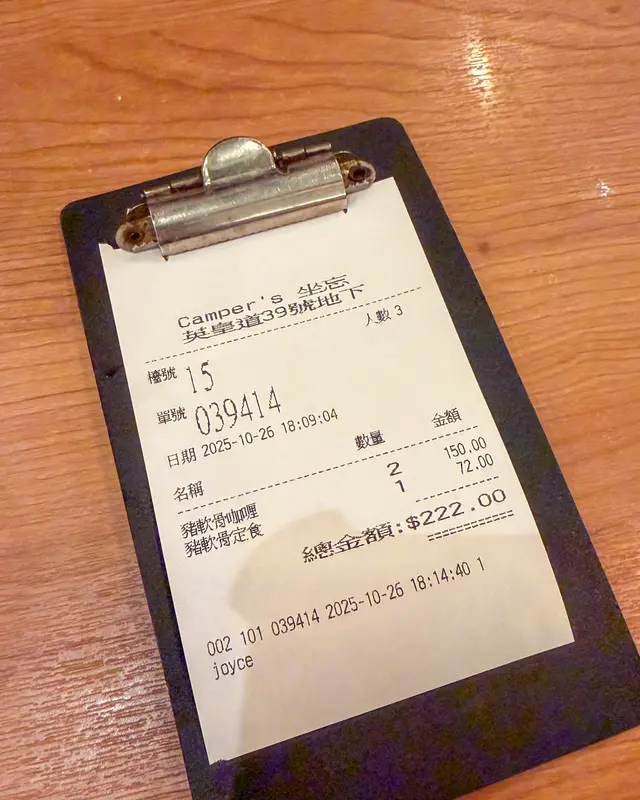 Camper's 坐忘
英皇道39號地下
人數 3
檯號 15
單號 039414
日期 2025-10-26 18:09:04
名稱 數量 金額
豬軟骨咖喱 2 150.00
豬軟骨定食 1 72.00
總金額:$222.00
002 101 039414 2025-10-26 18:14:40 1
joyce